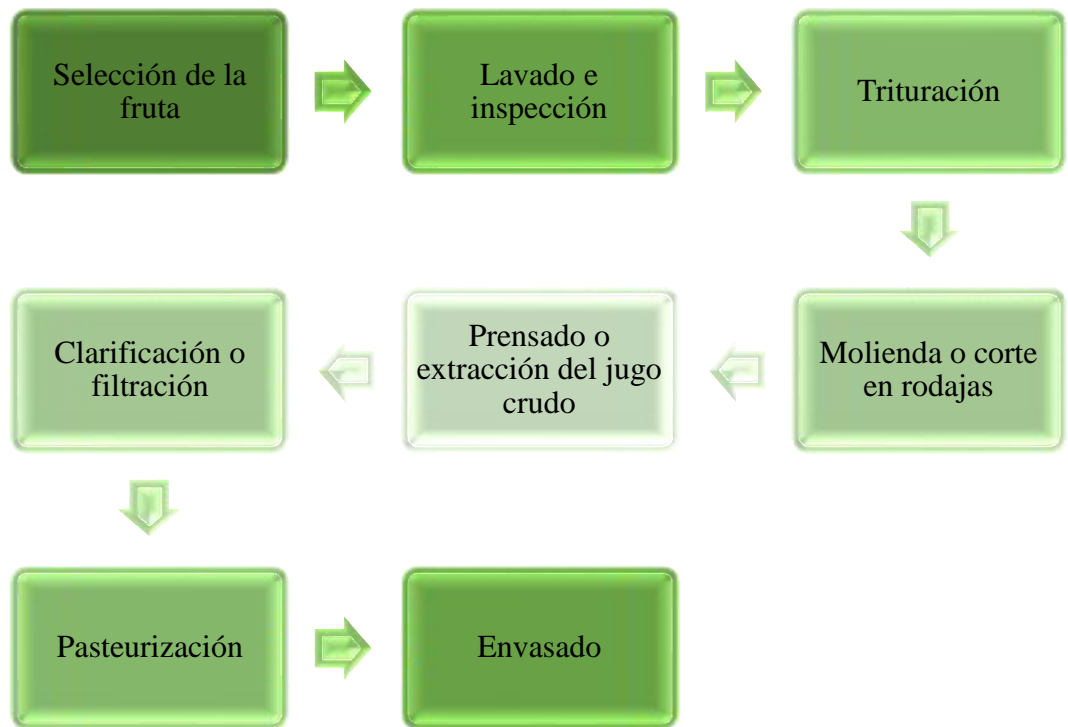 Selección de la
fruta
Lavado e
inspección
Trituración
Molienda o corte
en rodajas
Prensado o
extracción del jugo
crudo
Clarificación o
filtración
Pasteurización
Envasado